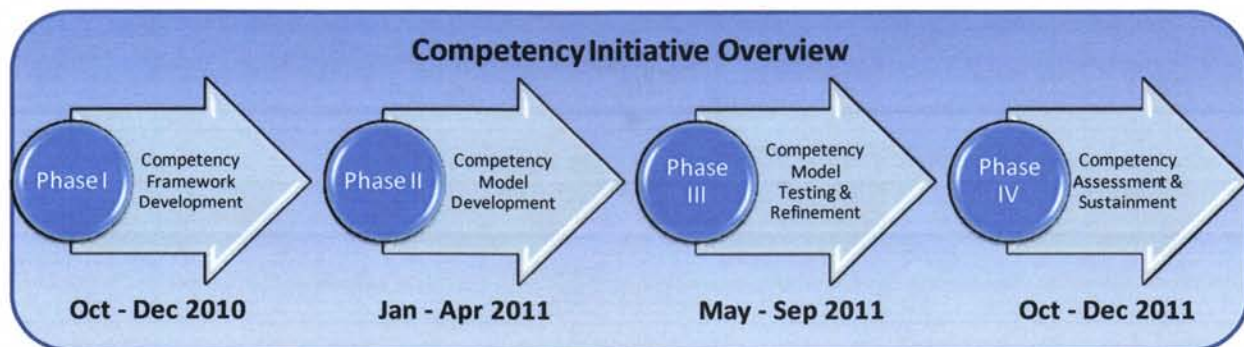 Competency Initiative Overview
Phase I
Competency
Framework
Development
Oct - Dec 2010
Phase II
Competency
Model
Development
Jan - Apr 2011
Phase
III
Competency
Model
Testing &
Refinement
May - Sep 2011
Phase
IV
Competency
Assessment &
Sustainment
Oct - Dec 2011